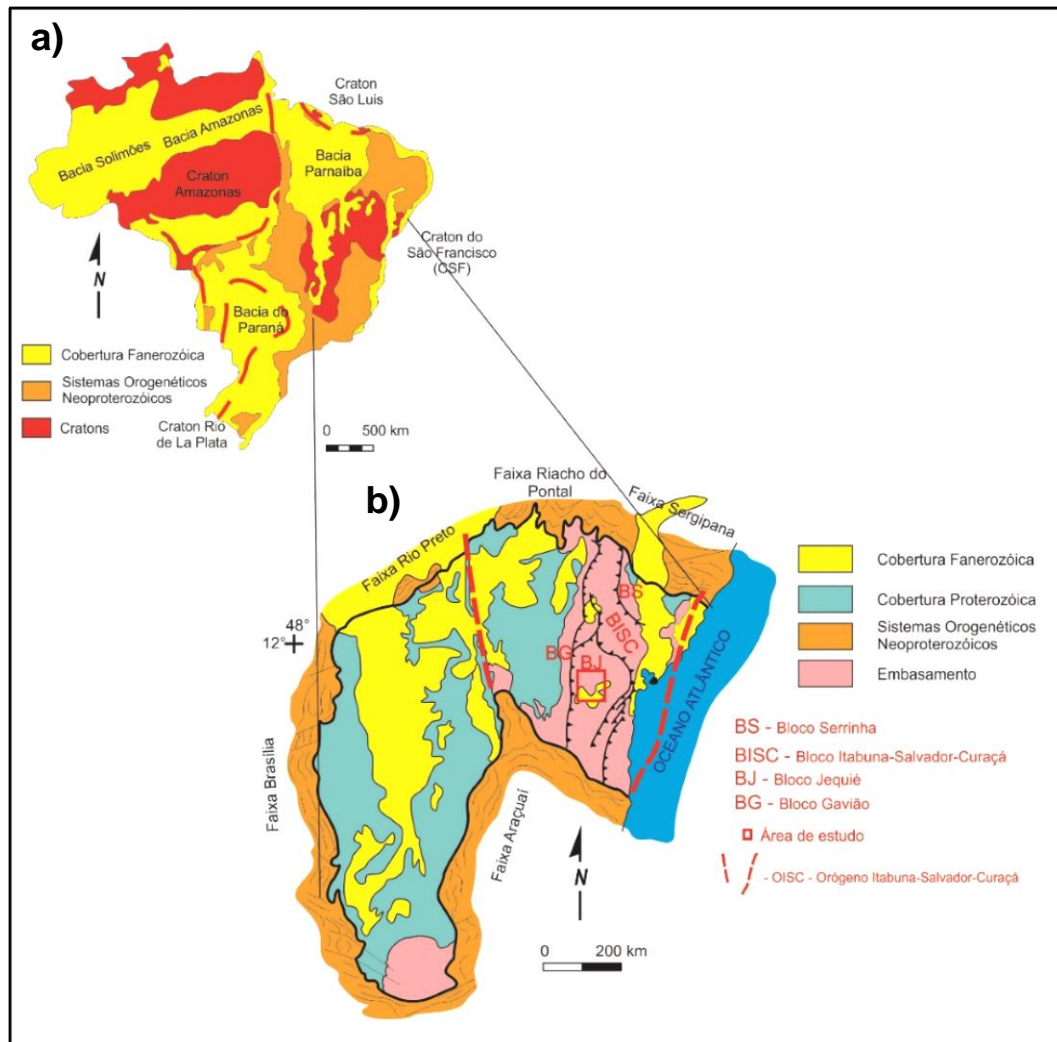 a)
Craton
São Luis
Bacia Amazonas
Bacia Solimões
Bacia
Parnaiba
Craton
Amazonas
Craton do
São Francisco
(CSF)
N
Bacia do
Paraná
Cobertura Fanerozóica
Sistemas Orogenéticos
Neoproterozóicos
Cratons
Craton Rio
de La Plata
0 500 km
b)
Faixa Riacho do
Pontal
Faixa Sergipana
Faixa Rio Preto
48°
12°
BS
BISC
BG
BJ
OCEANO ATLÂNTICO
Faixa Brasília
Faixa Araçuaí
N
0 200 km
Cobertura Fanerozóica
Cobertura Proterozóica
Sistemas Orogenéticos
Neoproterozóicos
Embasamento
BS - Bloco Serrinha
BISC - Bloco Itabuna-Salvador-Curaçá
BJ - Bloco Jequié
BG - Bloco Gavião
Área de estudo
- OISC - Orógeno Itabuna-Salvador-Curaçá